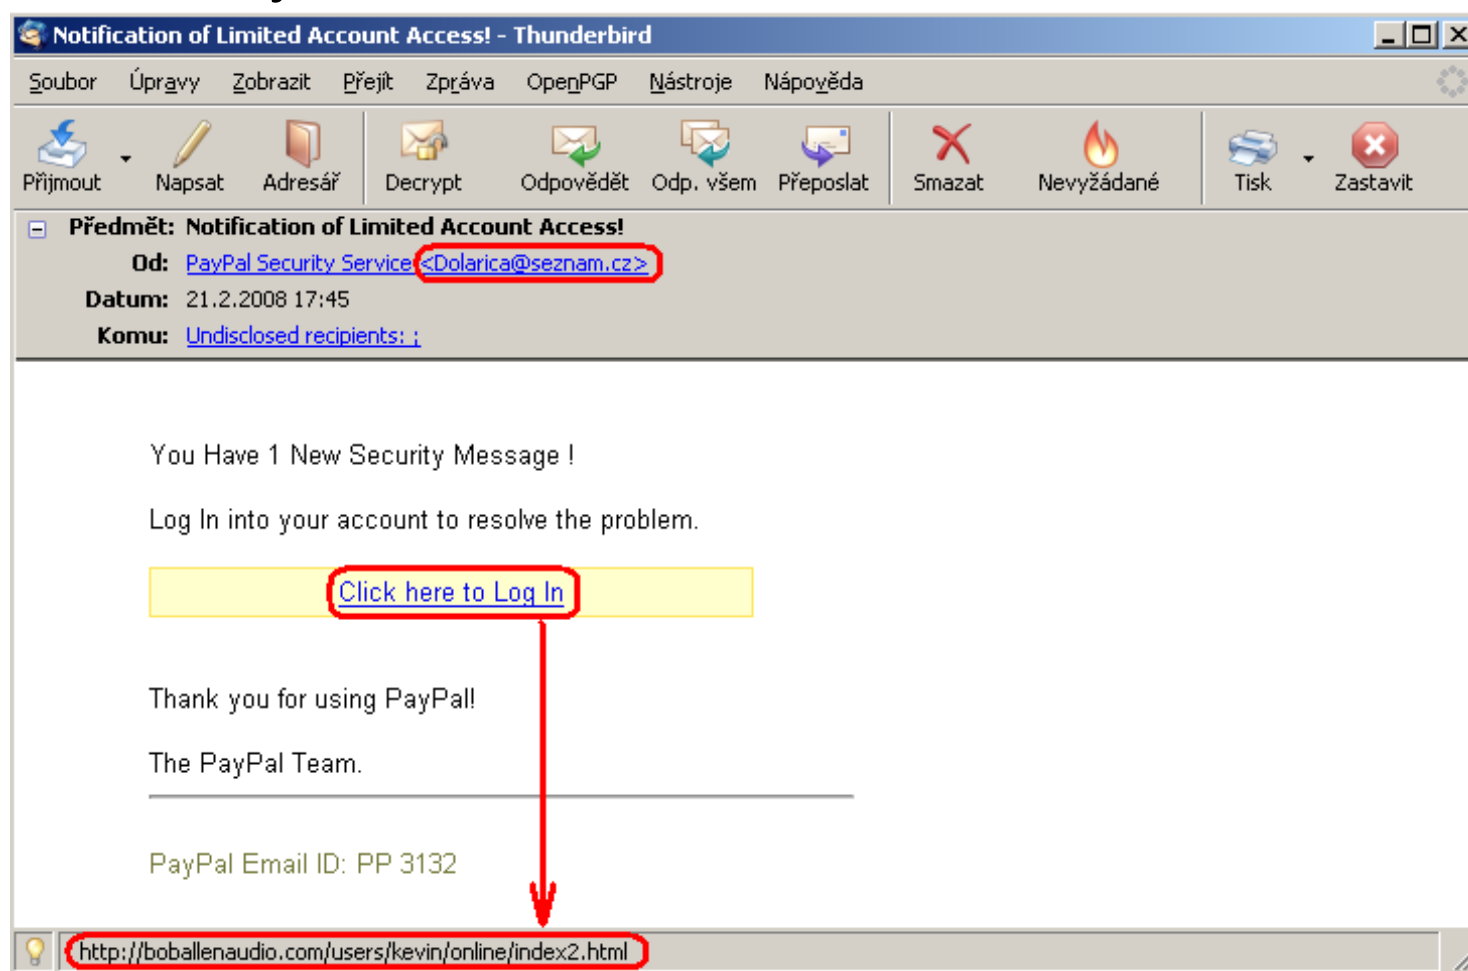 Notification of Limited Account Access! - Thunderbird
Soubor Úpravy Zobrazit Přejít Zpráva OpenPGP Nástroje Nápověda
Přijmout Napsat Adresář Decrypt Odpovědět Odp. všem Přeposlat Smazat Nevyžádané Tisk Zastavit
Předmět: Notification of Limited Account Access!
Od: PayPal Security Service <Dolarica@seznam.cz>
Datum: 21.2.2008 17:45
Komu: Undisclosed recipients: ;
You Have 1 New Security Message !
Log In into your account to resolve the problem.
Click here to Log In
Thank you for using PayPal!
The PayPal Team.
PayPal Email ID: PP 3132
http://boballenaudio.com/users/kevin/online/index2.html